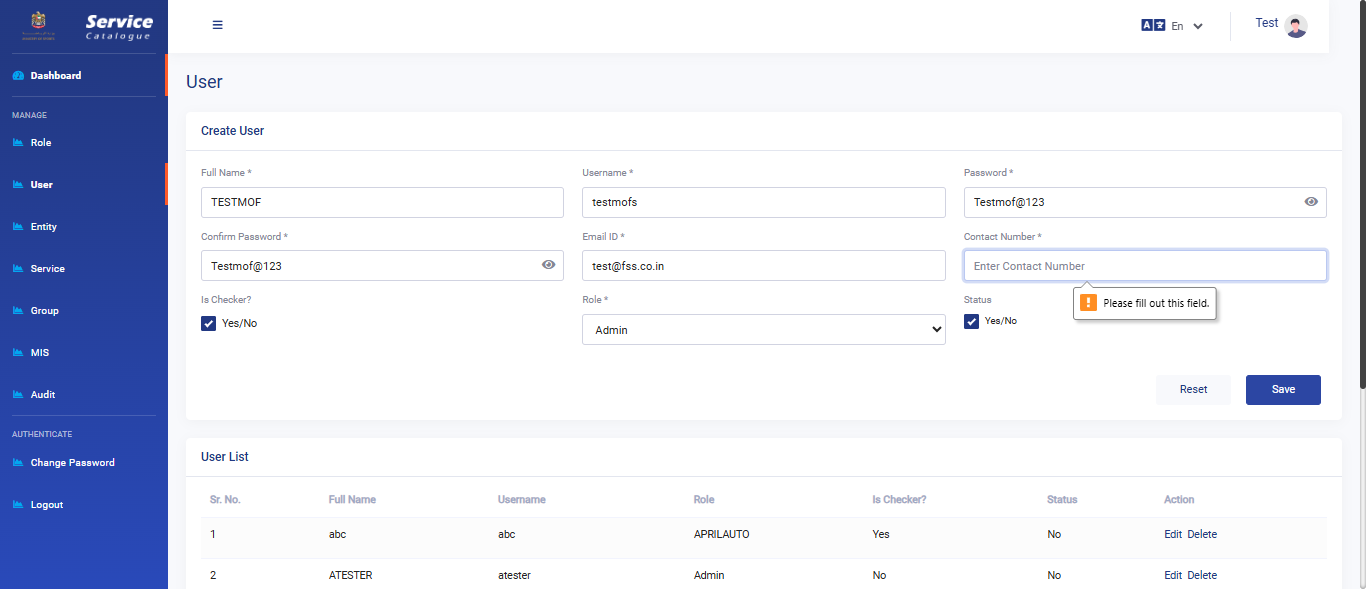 Service
Catalogue
En
Test
Dashboard
MANAGE
Role
User
Entity
Service
Group
MIS
Audit
AUTHENTICATE
Change Password
Logout
User
Create User
Full Name * Username * Password *
TESTMOF testmofs Testmof@123
Confirm Password * Email ID * Contact Number *
Testmof@123 test@fss.co.in Enter Contact Number
Please fill out this field.
Is Checker? Role * Status
Yes/No Admin Yes/No
Reset Save
User List
Sr. No. Full Name Username Role Is Checker? Status Action
1 abc abc APRILAUTO Yes No Edit Delete
2 ATESTER atester Admin No No Edit Delete